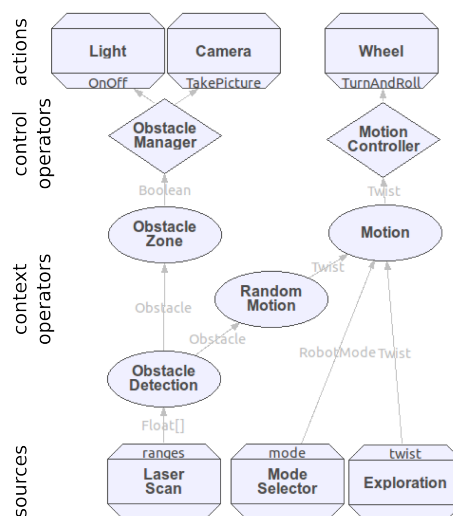 actions
Light
Camera
Wheel
OnOff
TakePicture
TurnAndRoll
control
operators
Obstacle
Manager
Motion
Controller
Boolean
Twist
context
operators
Obstacle
Zone
Motion
Twist
Random
Motion
Obstacle
Obstacle
RobotMode
Twist
Obstacle
Detection
Float[]
sources
ranges
mode
twist
Laser
Scan
Mode
Selector
Exploration